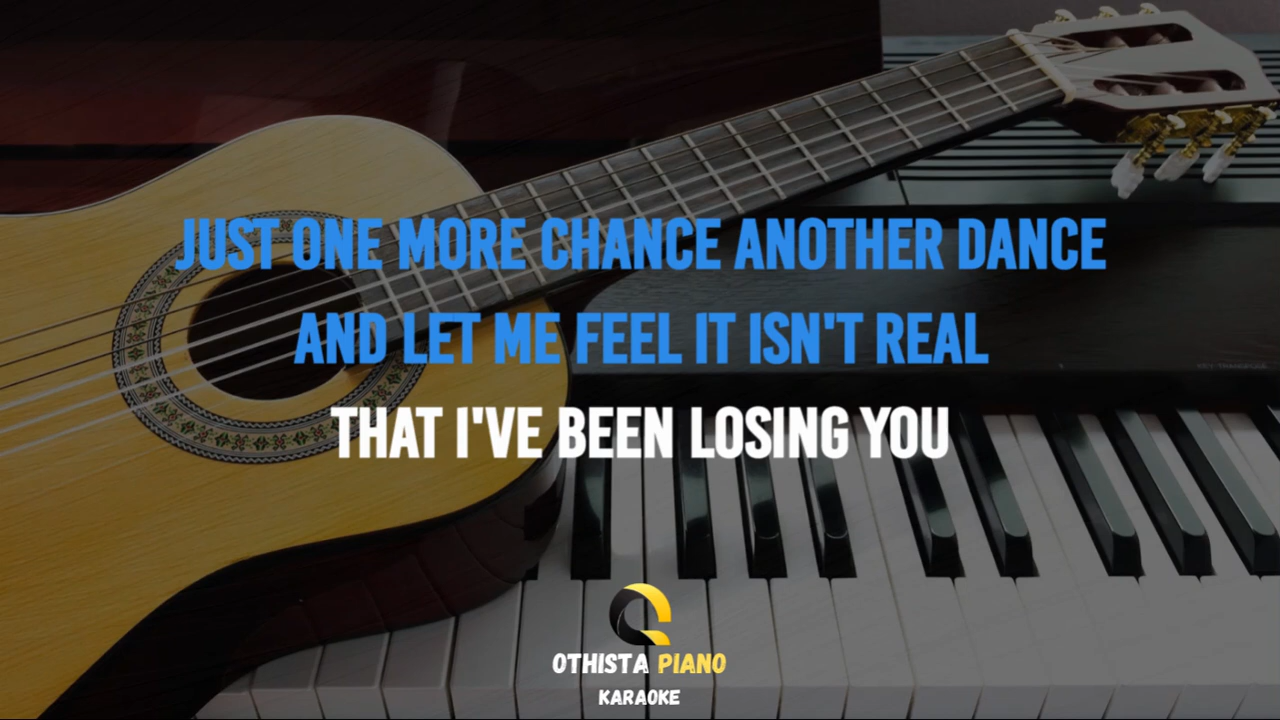 JUST ONE MORE CHANCE ANOTHER DANCE
AND LET ME FEEL IT ISN'T REAL
THAT I'VE BEEN LOSING YOU
OTHISTA PIANO
KARAOKE